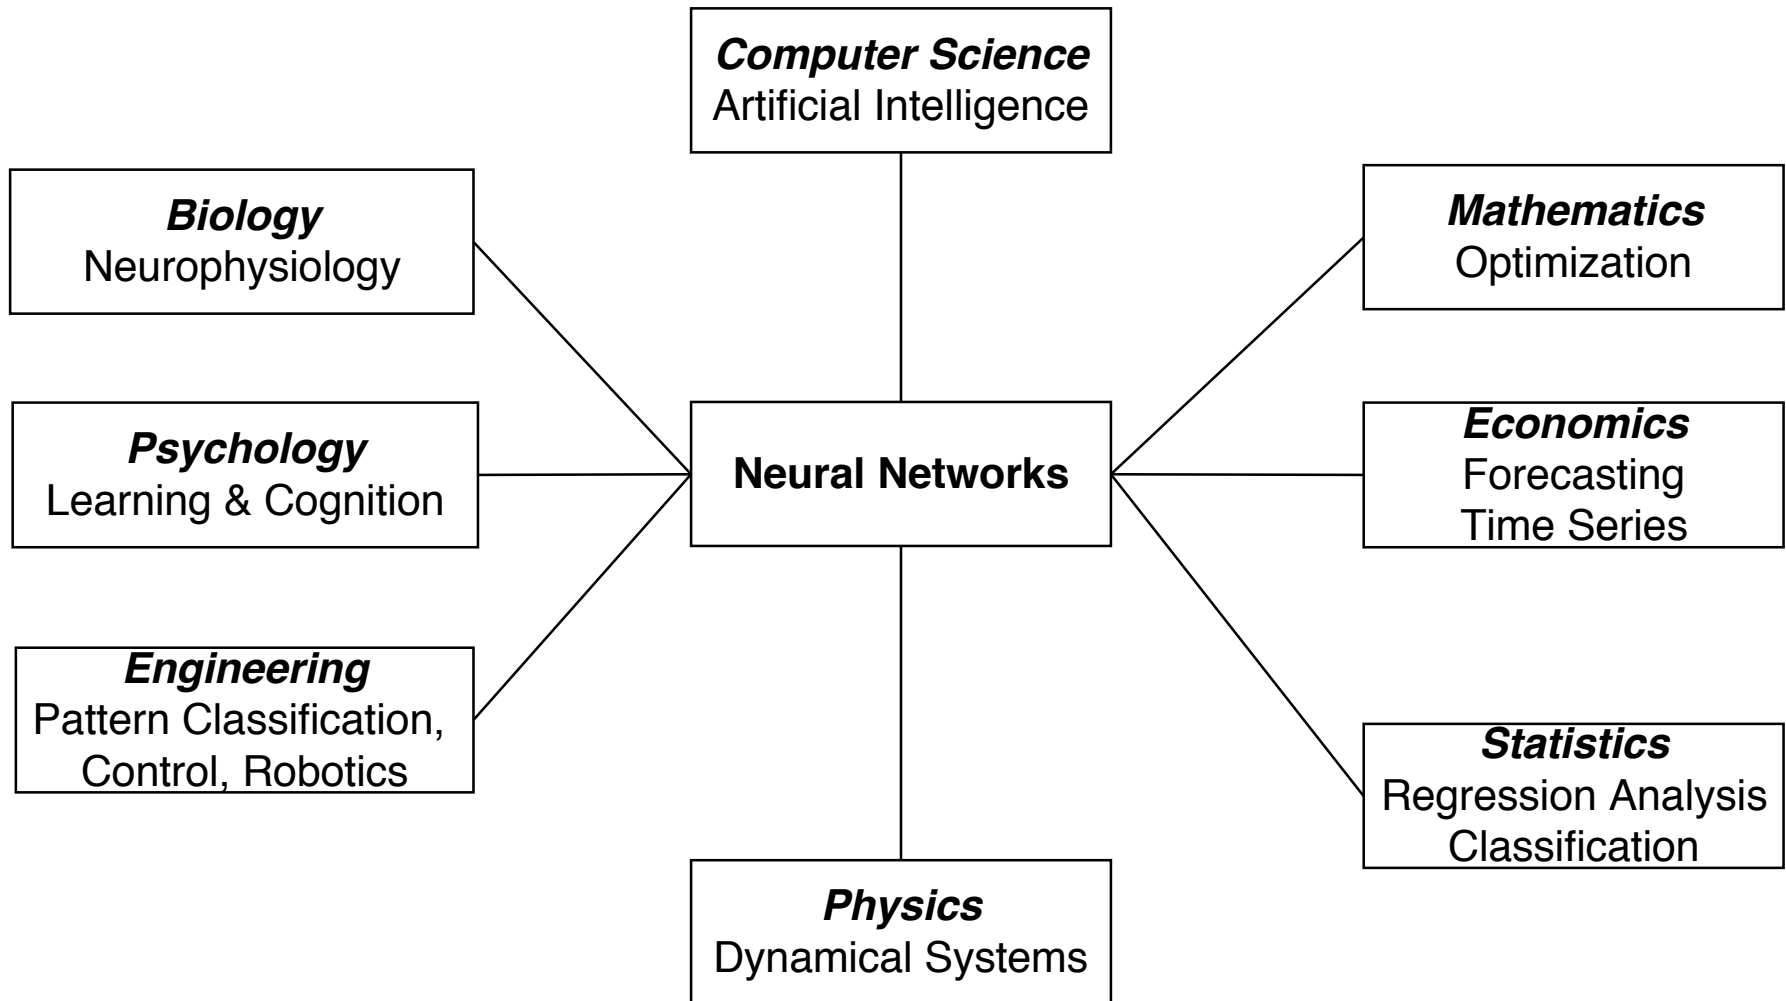 Computer Science
Artificial Intelligence
Biology
Neurophysiology
Mathematics
Optimization
Psychology
Learning & Cognition
Neural Networks
Economics
Forecasting
Time Series
Engineering
Pattern Classification,
Control, Robotics
Statistics
Regression Analysis
Classification
Physics
Dynamical Systems